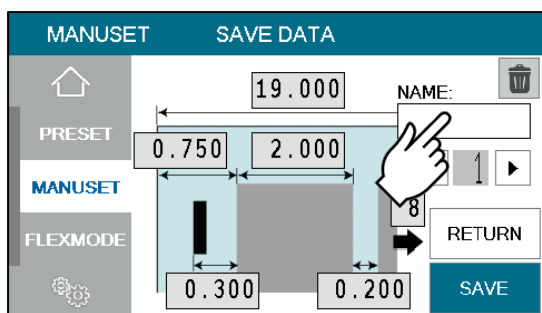 MANUSET SAVE DATA
19.000
NAME:
PRESET
0.750 2.000
MANUSET
1
8
FLEXMODE
RETURN
0.300 0.200
SAVE